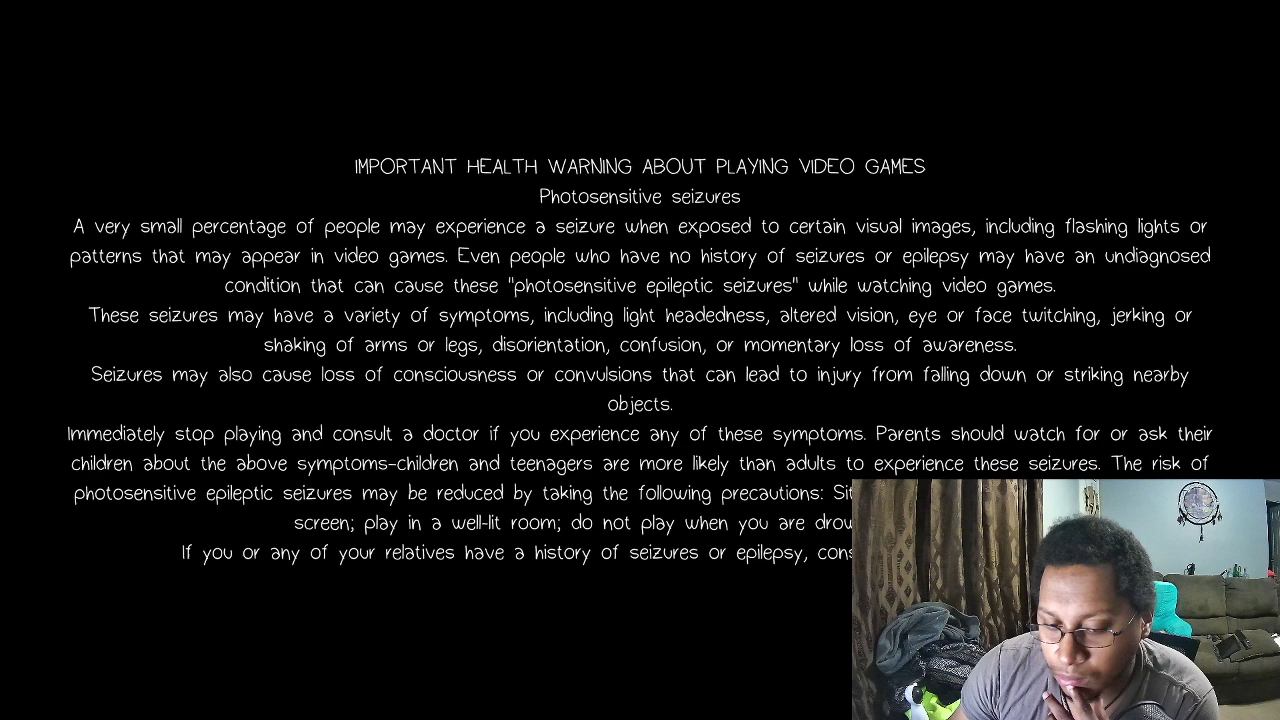 IMPORTANT HEALTH WARNING ABOUT PLAYING VIDEO GAMES
Photosensitive seizures
A very small percentage of people may experience a seizure when exposed to certain visual images, including flashing lights or
patterns that may appear in video games. Even people who have no history of seizures or epilepsy may have an undiagnosed
condition that can cause these "photosensitive epileptic seizures" while watching video games.
These seizures may have a variety of symptoms, including light headedness, altered vision, eye or face twitching, jerking or
shaking of arms or legs, disorientation, confusion, or momentary loss of awareness.
Seizures may also cause loss of consciousness or convulsions that can lead to injury from falling down or striking nearby
objects.
Immediately stop playing and consult a doctor if you experience any of these symptoms. Parents should watch for or ask their
children about the above symptoms-children and teenagers are more likely than adults to experience these seizures. The risk of
photosensitive epileptic seizures may be reduced by taking the following precautions: Sit
screen; play in a well-lit room; do not play when you are
If you or any of your relatives have a history of seizures or epilepsy,